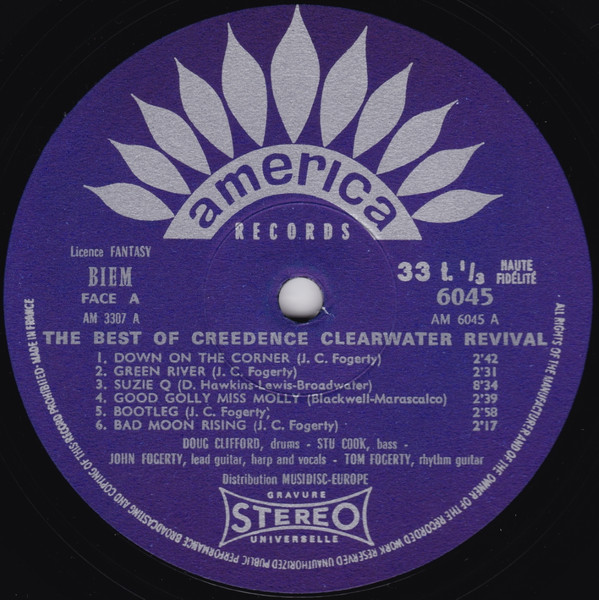 america
RECORDS
Licence FANTASY
BIEM
FACE A
AM 3307 A
33 t. 1/3
HAUTE
FIDÉLITÉ
6045
AM 6045 A
THE BEST OF CREEDENCE CLEARWATER REVIVAL
1. DOWN ON THE CORNER (J. C. Fogerty) 2'42
2. GREEN RIVER (J. C. Fogerty) 2'31
3. SUZIE Q (D. Hawkins-Lewis-Broadwater) 8'34
4. GOOD GOLLY MISS MOLLY (Blackwell-Marascalco) 2'39
5. BOOTLEG (J. C. Fogerty) 2'58
6. BAD MOON RISING (J. C. Fogerty) 2'17
DOUG CLIFFORD, drums - STU COOK, bass -
JOHN FOGERTY, lead guitar, harp and vocals - TOM FOGERTY, rhythm guitar
Distribution MUSIDISC-EUROPE
GRAVURE
STEREO
UNIVERSELLE
ALL RIGHTS OF THE MANUFACTURER AND OF THE OWNER OF THE RECORDED WORK RESERVED UNAUTHORIZED PUBLIC PERFORMANCE BROADCASTING AND COPYING OF THIS RECORD PROHIBITED - MADE IN FRANCE